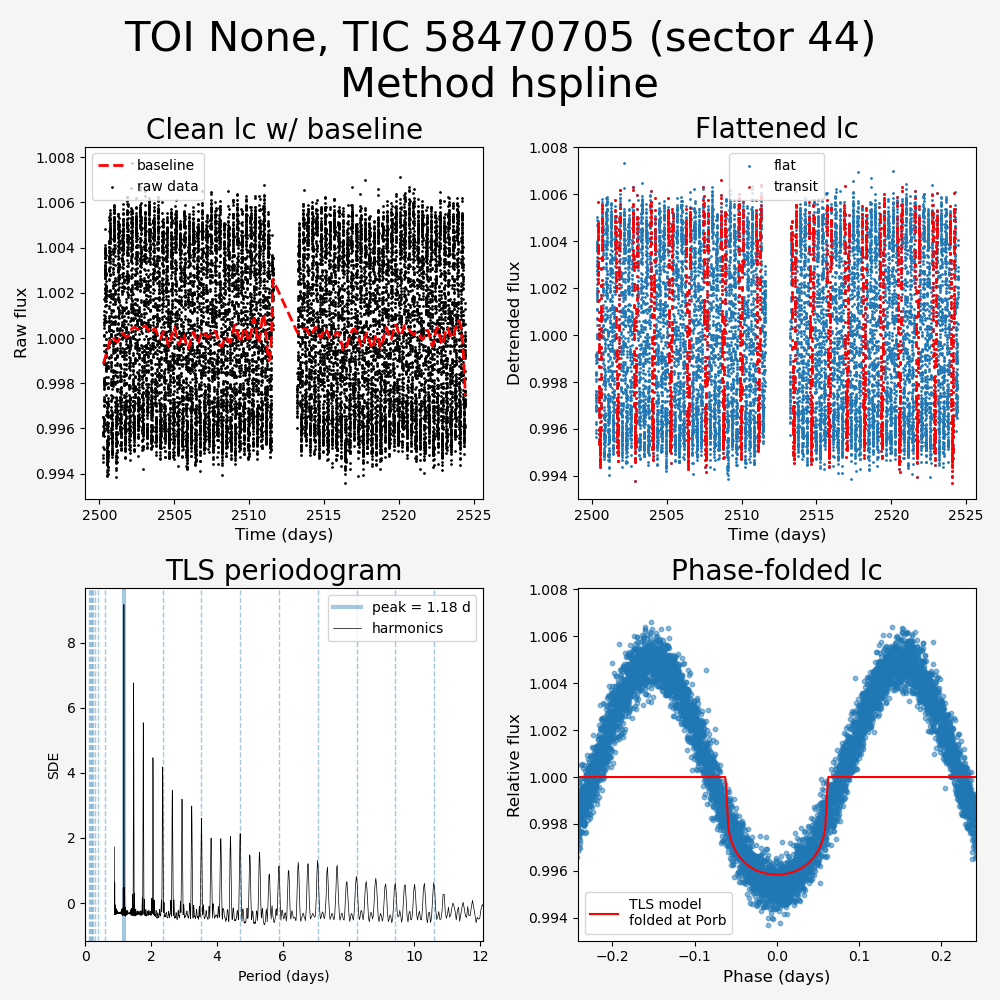 TOI None, TIC 58470705 (sector 44)
Method hspline
Clean lc w/ baseline
Flattened lc
1.008
1.006
1.004
1.002
1.000
0.998
0.996
0.994
Raw flux
baseline
raw data
2500
2505
2510
2515
2520
2525
Time (days)
1.008
1.006
1.004
1.002
1.000
0.998
0.996
0.994
Detrended flux
flat
transit
2500
2505
2510
2515
2520
2525
Time (days)
TLS periodogram
Phase-folded lc
8
6
4
2
0
SDE
peak = 1.18 d
harmonics
0
2
4
6
8
10
12
Period (days)
1.008
1.006
1.004
1.002
1.000
0.998
0.996
0.994
Relative flux
TLS model
folded at Porb
−0.2
−0.1
0.0
0.1
0.2
Phase (days)